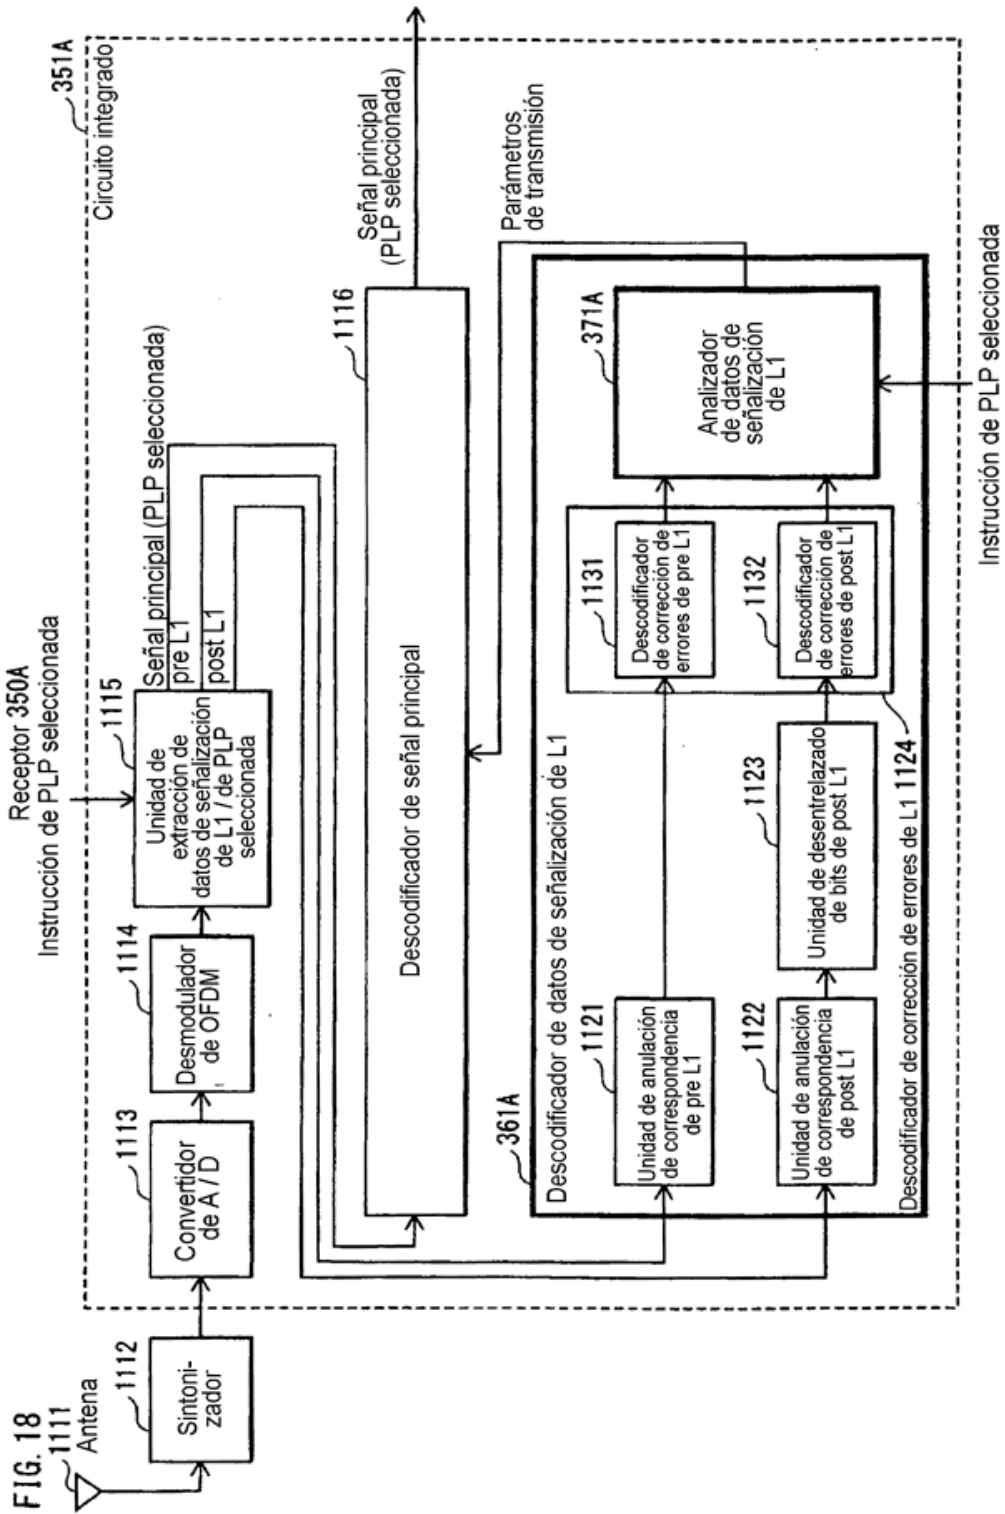 FIG. 18
Receptor 350A
1111
Antena
1112
Sintoni-
zador
351A
Circuito integrado
1113
Convertidor
de A / D
1114
Desmodulador
de OFDM
Instrucción de PLP seleccionada
1115
Unidad de
extracción de
datos de señalización
de L1 / de PLP
seleccionada
Señal principal (PLP seleccionada)
pre L1
post L1
1116
Descodificador de señal principal
Señal principal
(PLP seleccionada)
Parámetros
de transmisión
361A
Descodificador de datos de señalización de L1
1121
Unidad de anulación
de correspondencia
de pre L1
1131
Descodificador
de corrección de
errores de pre L1
371A
Analizador
de datos de
señalización
de L1
1122
Unidad de anulación
de correspondencia
de post L1
1123
Unidad de desentrelazado
de bits de post L1
1132
Descodificador
de corrección de
errores de post L1
Descodificador de corrección de errores de L1 1124
Instrucción de PLP seleccionada